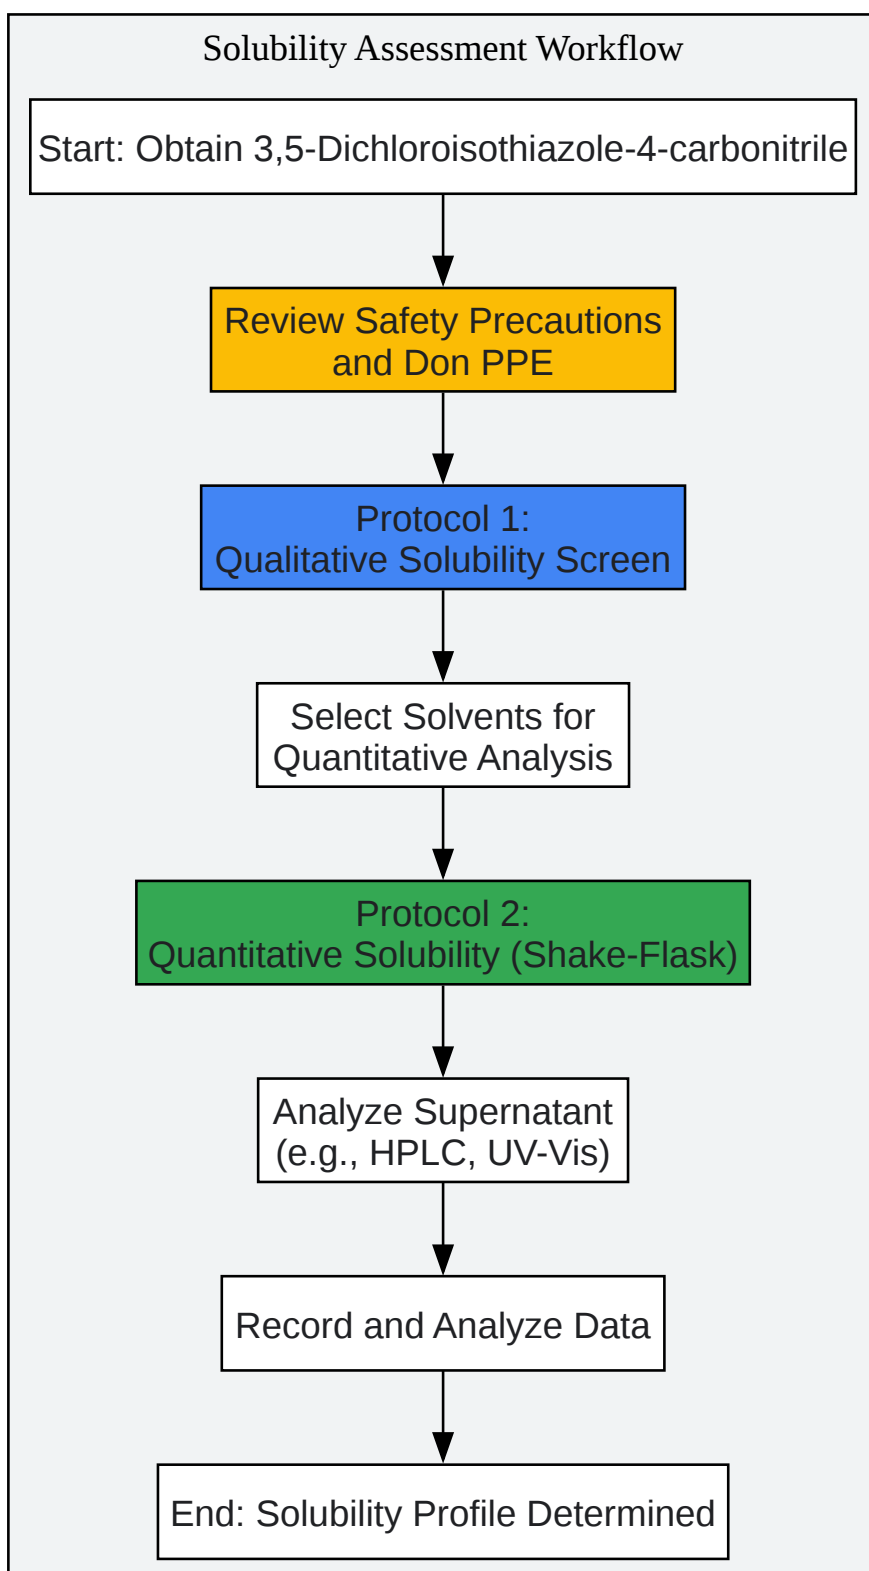 Solubility Assessment Workflow
Start: Obtain 3,5-Dichloroisothiazole-4-carbonitrile
Review Safety Precautions
and Don PPE
Protocol 1:
Qualitative Solubility Screen
Select Solvents for
Quantitative Analysis
Protocol 2:
Quantitative Solubility (Shake-Flask)
Analyze Supernatant
(e.g., HPLC, UV-Vis)
Record and Analyze Data
End: Solubility Profile Determined